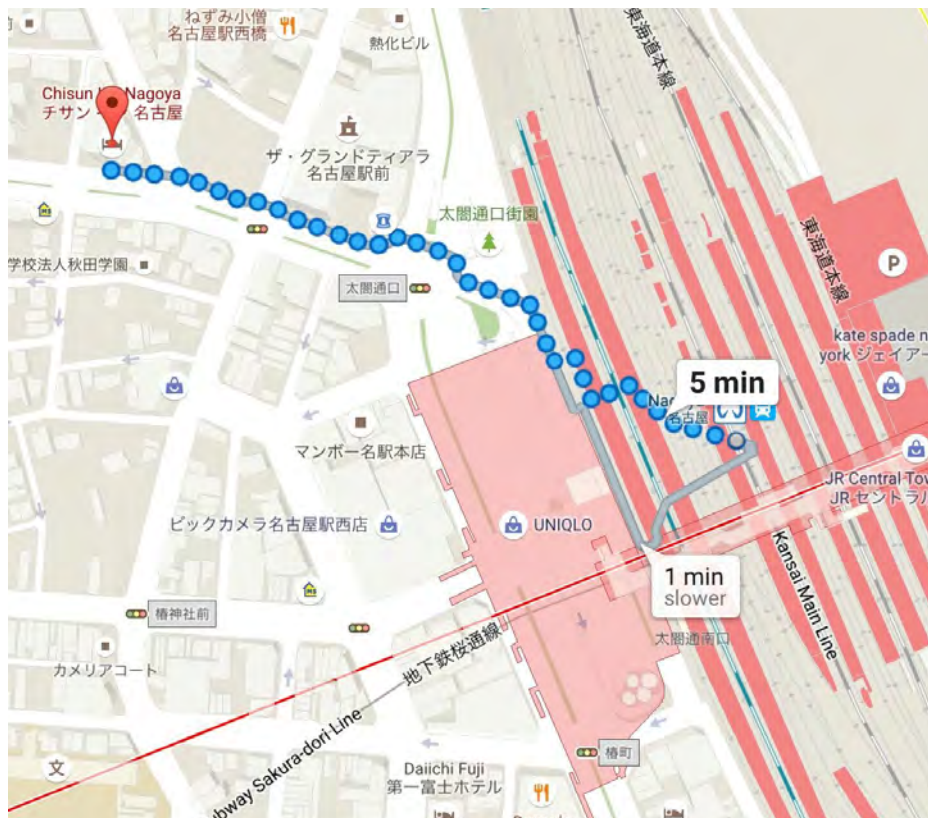 ねずみ小僧
名古屋駅西橋
熱化ビル
東海道本線
Chisun Nagoya
チサン 名古屋
ザ・グランドティアラ
名古屋駅前
太閤通口街園
学校法人秋田学園
太閤通口
東海道本線
P
kate spade n
york ジェイアー
5 min
名古屋
マンボー名駅本店
JR Central Tow
JR セントラル
ビックカメラ名古屋駅西店
UNIQLO
Kansai Main Line
1 min
slower
椿神社前
太閤通南口
地下鉄桜通線
カメリアコート
bway Sakura-dori Line
椿町
文
Daiichi Fuji
第一富士ホテル